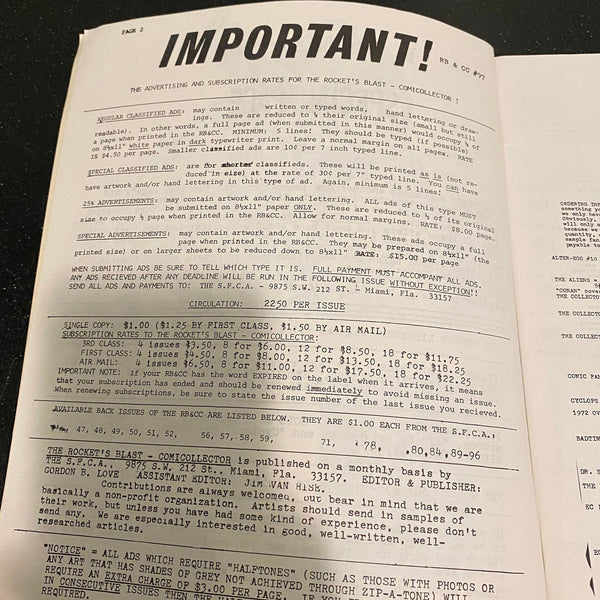 PAGE 2
IMPORTANT!
RB & CC #97
THE ADVERTISING AND SUBSCRIPTION RATES FOR THE ROCKET'S BLAST - COMICOLLECTOR !
REGULAR CLASSIFIED ADS: may contain written or typed words, hand lettering or draw-
ings. These are reduced to ¼ their original size (small but still
readable). In other words, a full page ad (when submitted in this manner) would occupy ¼ of
a page when printed in the RB&CC. MINIMUM: 5 lines! They should be typed (if possible)
on 8½x11" white paper in dark typewriter print. Leave a normal margin on all pages. RATE
IS $4.50 per page. Smaller classified ads are 10¢ per 7 inch typed line.
SPECIAL CLASSIFIED ADS: are for shorter classifieds. These will be printed as is (not re-
duced in size) at the rate of 30¢ per 7" typed line. You can have
have artwork and/or hand lettering in this type of ad. Again, minimum is 5 lines!
25% ADVERTISEMENTS: may contain artwork and/or hand lettering. ALL ads of this type MUST
be submitted on 8½x11" paper ONLY. These are reduced to ½ of its original
size to occupy ½ page when printed in the RB&CC. Allow for normal margins. RATE: $8.00 page.
SPECIAL ADVERTISEMENTS: may contain artwork and/or hand lettering. These ads occupy a full
page when printed in the RB&CC. They may be prepared on 8½x11" (the
printed size) or on larger sheets to be reduced down to 8½x11" RATE: $15.00 per page
WHEN SUBMITTING ADS BE SURE TO TELL WHICH TYPE IT IS. FULL PAYMENT MUST ACCOMPANT ALL ADS.
ANY ADS RECIEVED AFTER ANY DEADLINE WILL BE RUN IN THE FOLLOWING ISSUE WITHOUT EXCEPTION!!
SEND ALL ADS AND PAYMENTS TO: THE S.F.C.A. - 9875 S.W. 212 ST. - Miami, Fla. 33157
CIRCULATION: 2250 PER ISSUE
SINGLE COPY: $1.00 ($1.25 BY FIRST CLASS, $1.50 BY AIR MAIL)
SUBSCRIPTION RATES TO THE ROCKET'S BLAST - COMICOLLECTOR:
3RD CLASS: 4 issues $3.50, 8 for $6.00, 12 for $8.50, 18 for $11.75
FIRST CLASS: 4 issues $4.50, 8 for $8.00, 12 for $13.50, 18 for $18.25
AIR MAIL: 4 issues $6.50, 8 for $11.00, 12 for $17.50, 18 for $22.25
IMPORTANT NOTE: If your RB&CC has the word EXPIRED on the label when it arrives, it means
that your subscription has ended and should be renewed immediately to avoid missing an issue.
When renewing subscriptions, be sure to state the issue number of the last issue you recieved.
AVAILABLE BACK ISSUES OF THE RB&CC ARE LISTED BELOW. THEY ARE $1.00 EACH FROM THE S.F.C.A.:
47, 48, 49, 50, 51, 52, 56, 57, 58, 59, 71, 78, ,80,84,89-96
THE ROCKET'S BLAST - COMICOLLECTOR is published on a monthly basis by
THE S.F.C.A., 9875 S.W. 212 St., Miami, Fla. 33157. EDITOR & PUBLISHER:
GORDON B. LOVE ASSISTANT EDITOR: JIM VAN HISE.
Contributions are always welcomed, but bear in mind that we are
basically a non-profit organization. Artists should send in samples of
their work, but unless you have had some kind of experience, please don't
send any. We are especially interested in good, well-written, well-
researched articles.
"NOTICE" = ALL ADS WHICH REQUIRE "HALFTONES" (SUCH AS THOSE WITH PHOTOS OR
ANY ART THAT HAS SHADES OF GREY NOT ACHIEVED THROUGH ZIP-A-TONE) WILL
REQUIRE AN EXTRA CHARGE OF $3.00 PER PAGE. IF YOU
IN CONSECUTIVE ISSUES THEN THE
REQUIRED.
ORDERING
something
we only have
Obviously,
because we
quantity,
sample fan
payable to
ALTER-EGO #10
THE ALIENS =
"GORAN" cover
THE COLLECTOR
THE COLLECTO
THE COLLECT
COMIC FAN
CYCLOPS
1972 OV
BADTIN
DR. S
THE
EC